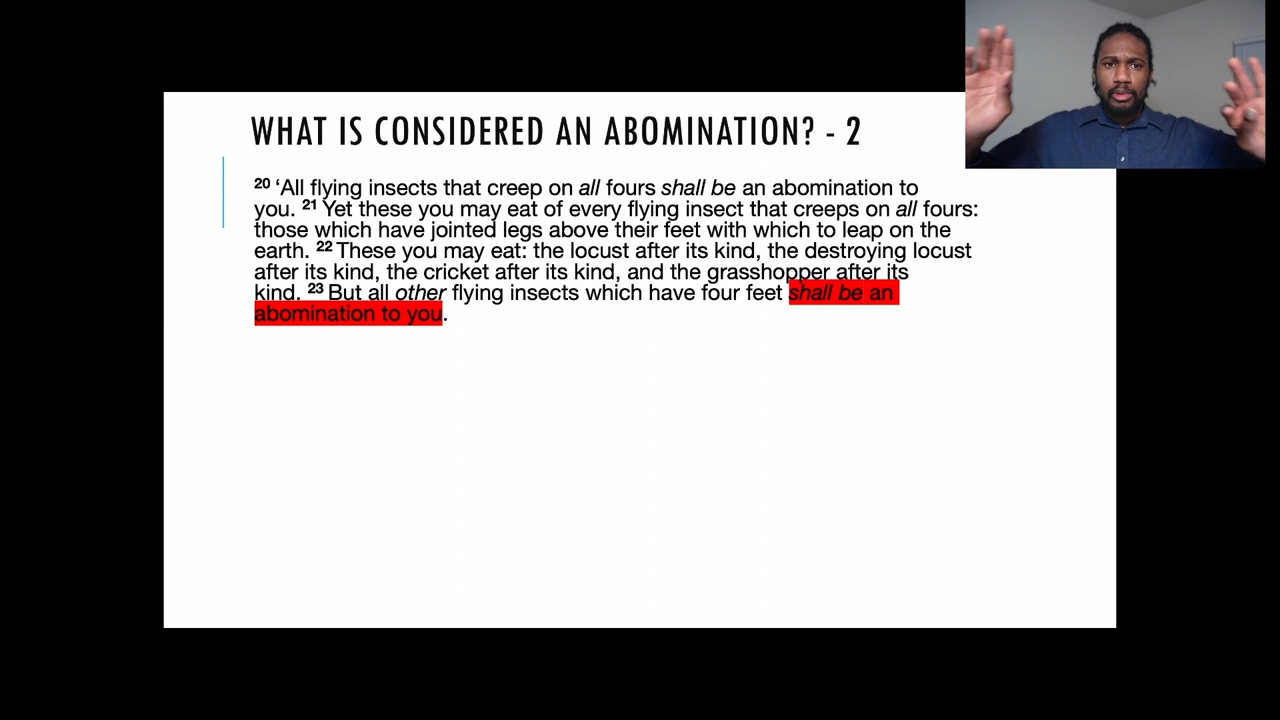 WHAT IS CONSIDERED AN ABOMINATION? - 2
20 ‘All flying insects that creep on all fours shall be an abomination to
you. 21 Yet these you may eat of every flying insect that creeps on all fours:
those which have jointed legs above their feet with which to leap on the
earth. 22 These you may eat: the locust after its kind, the destroying locust
after its kind, the cricket after its kind, and the grasshopper after its
kind. 23 But all other flying insects which have four feet shall be an
abomination to you.